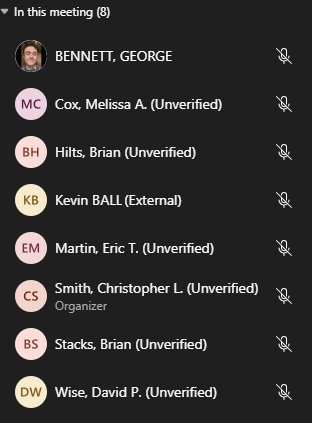 In this meeting (8)
BENNETT, GEORGE
MC Cox, Melissa A. (Unverified)
BH Hilts, Brian (Unverified)
KB Kevin BALL (External)
EM Martin, Eric T. (Unverified)
CS Smith, Christopher L. (Unverified)
Organizer
BS Stacks, Brian (Unverified)
DW Wise, David P. (Unverified)